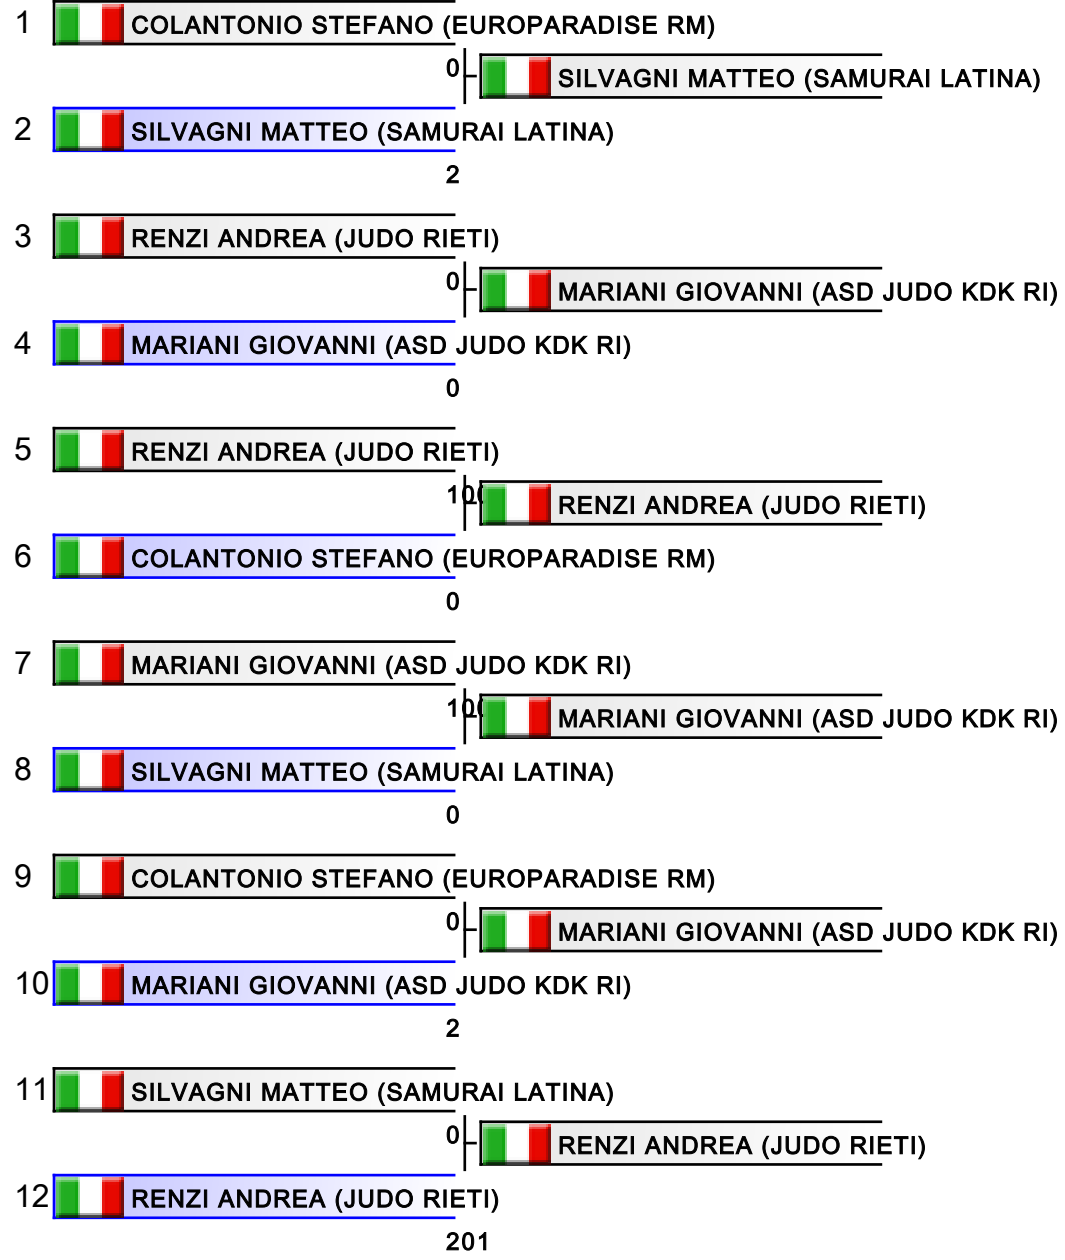 1 COLANTONIO STEFANO (EUROPARADISE RM)
0 SILVAGNI MATTEO (SAMURAI LATINA)
2 SILVAGNI MATTEO (SAMURAI LATINA)
2
3 RENZI ANDREA (JUDO RIETI)
0 MARIANI GIOVANNI (ASD JUDO KDK RI)
4 MARIANI GIOVANNI (ASD JUDO KDK RI)
0
5 RENZI ANDREA (JUDO RIETI)
RENZI ANDREA (JUDO RIETI)
6 COLANTONIO STEFANO (EUROPARADISE RM)
0
7 MARIANI GIOVANNI (ASD JUDO KDK RI)
MARIANI GIOVANNI (ASD JUDO KDK RI)
8 SILVAGNI MATTEO (SAMURAI LATINA)
0
9 COLANTONIO STEFANO (EUROPARADISE RM)
0 MARIANI GIOVANNI (ASD JUDO KDK RI)
10 MARIANI GIOVANNI (ASD JUDO KDK RI)
2
11 SILVAGNI MATTEO (SAMURAI LATINA)
0 RENZI ANDREA (JUDO RIETI)
12 RENZI ANDREA (JUDO RIETI)
201